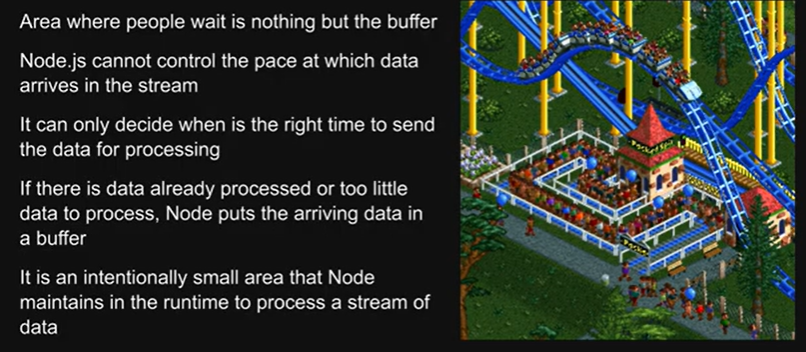 Area where people wait is nothing but the buffer
Node.js cannot control the pace at which data
arrives in the stream
It can only decide when is the right time to send
the data for processing
If there is data already processed or too little
data to process, Node puts the arriving data in
a buffer
It is an intentionally small area that Node
maintains in the runtime to process a stream of
data